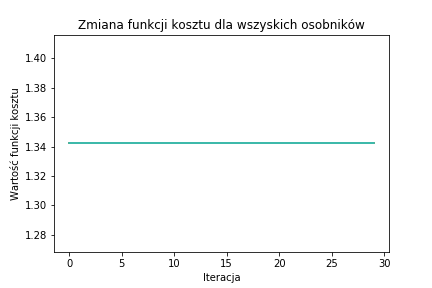 Zmiana funkcji kosztu dla wszyskich osobników
1.40
1.38
1.36
1.34
1.32
1.30
1.28
Wartość funkcji kosztu
0 5 10 15 20 25 30
Iteracja